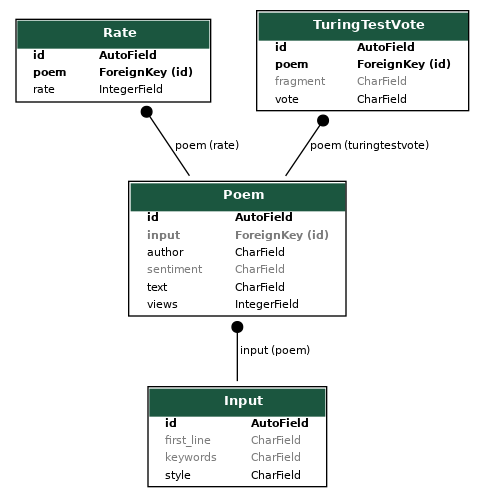 Rate
id AutoField
poem ForeignKey (id)
rate IntegerField
TuringTestVote
id AutoField
poem ForeignKey (id)
fragment CharField
vote CharField
poem (rate)
poem (turingtestvote)
Poem
id AutoField
input ForeignKey (id)
author CharField
sentiment CharField
text CharField
views IntegerField
input (poem)
Input
id AutoField
first_line CharField
keywords CharField
style CharField